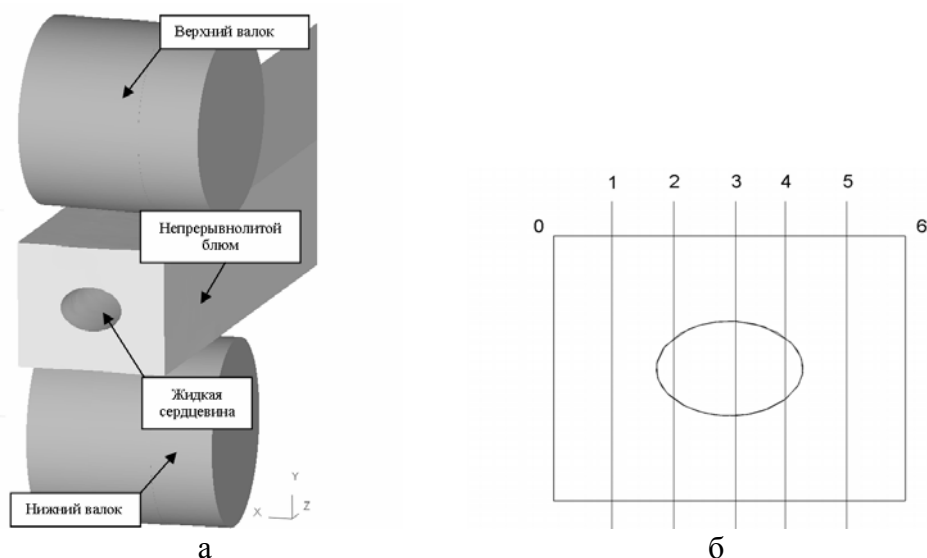 Верхний валок
Непрерывнолитой
блюм
Жидкая
сердцевина
Нижний валок
Y
X
Z
а
1
2
3
4
5
0
6
б